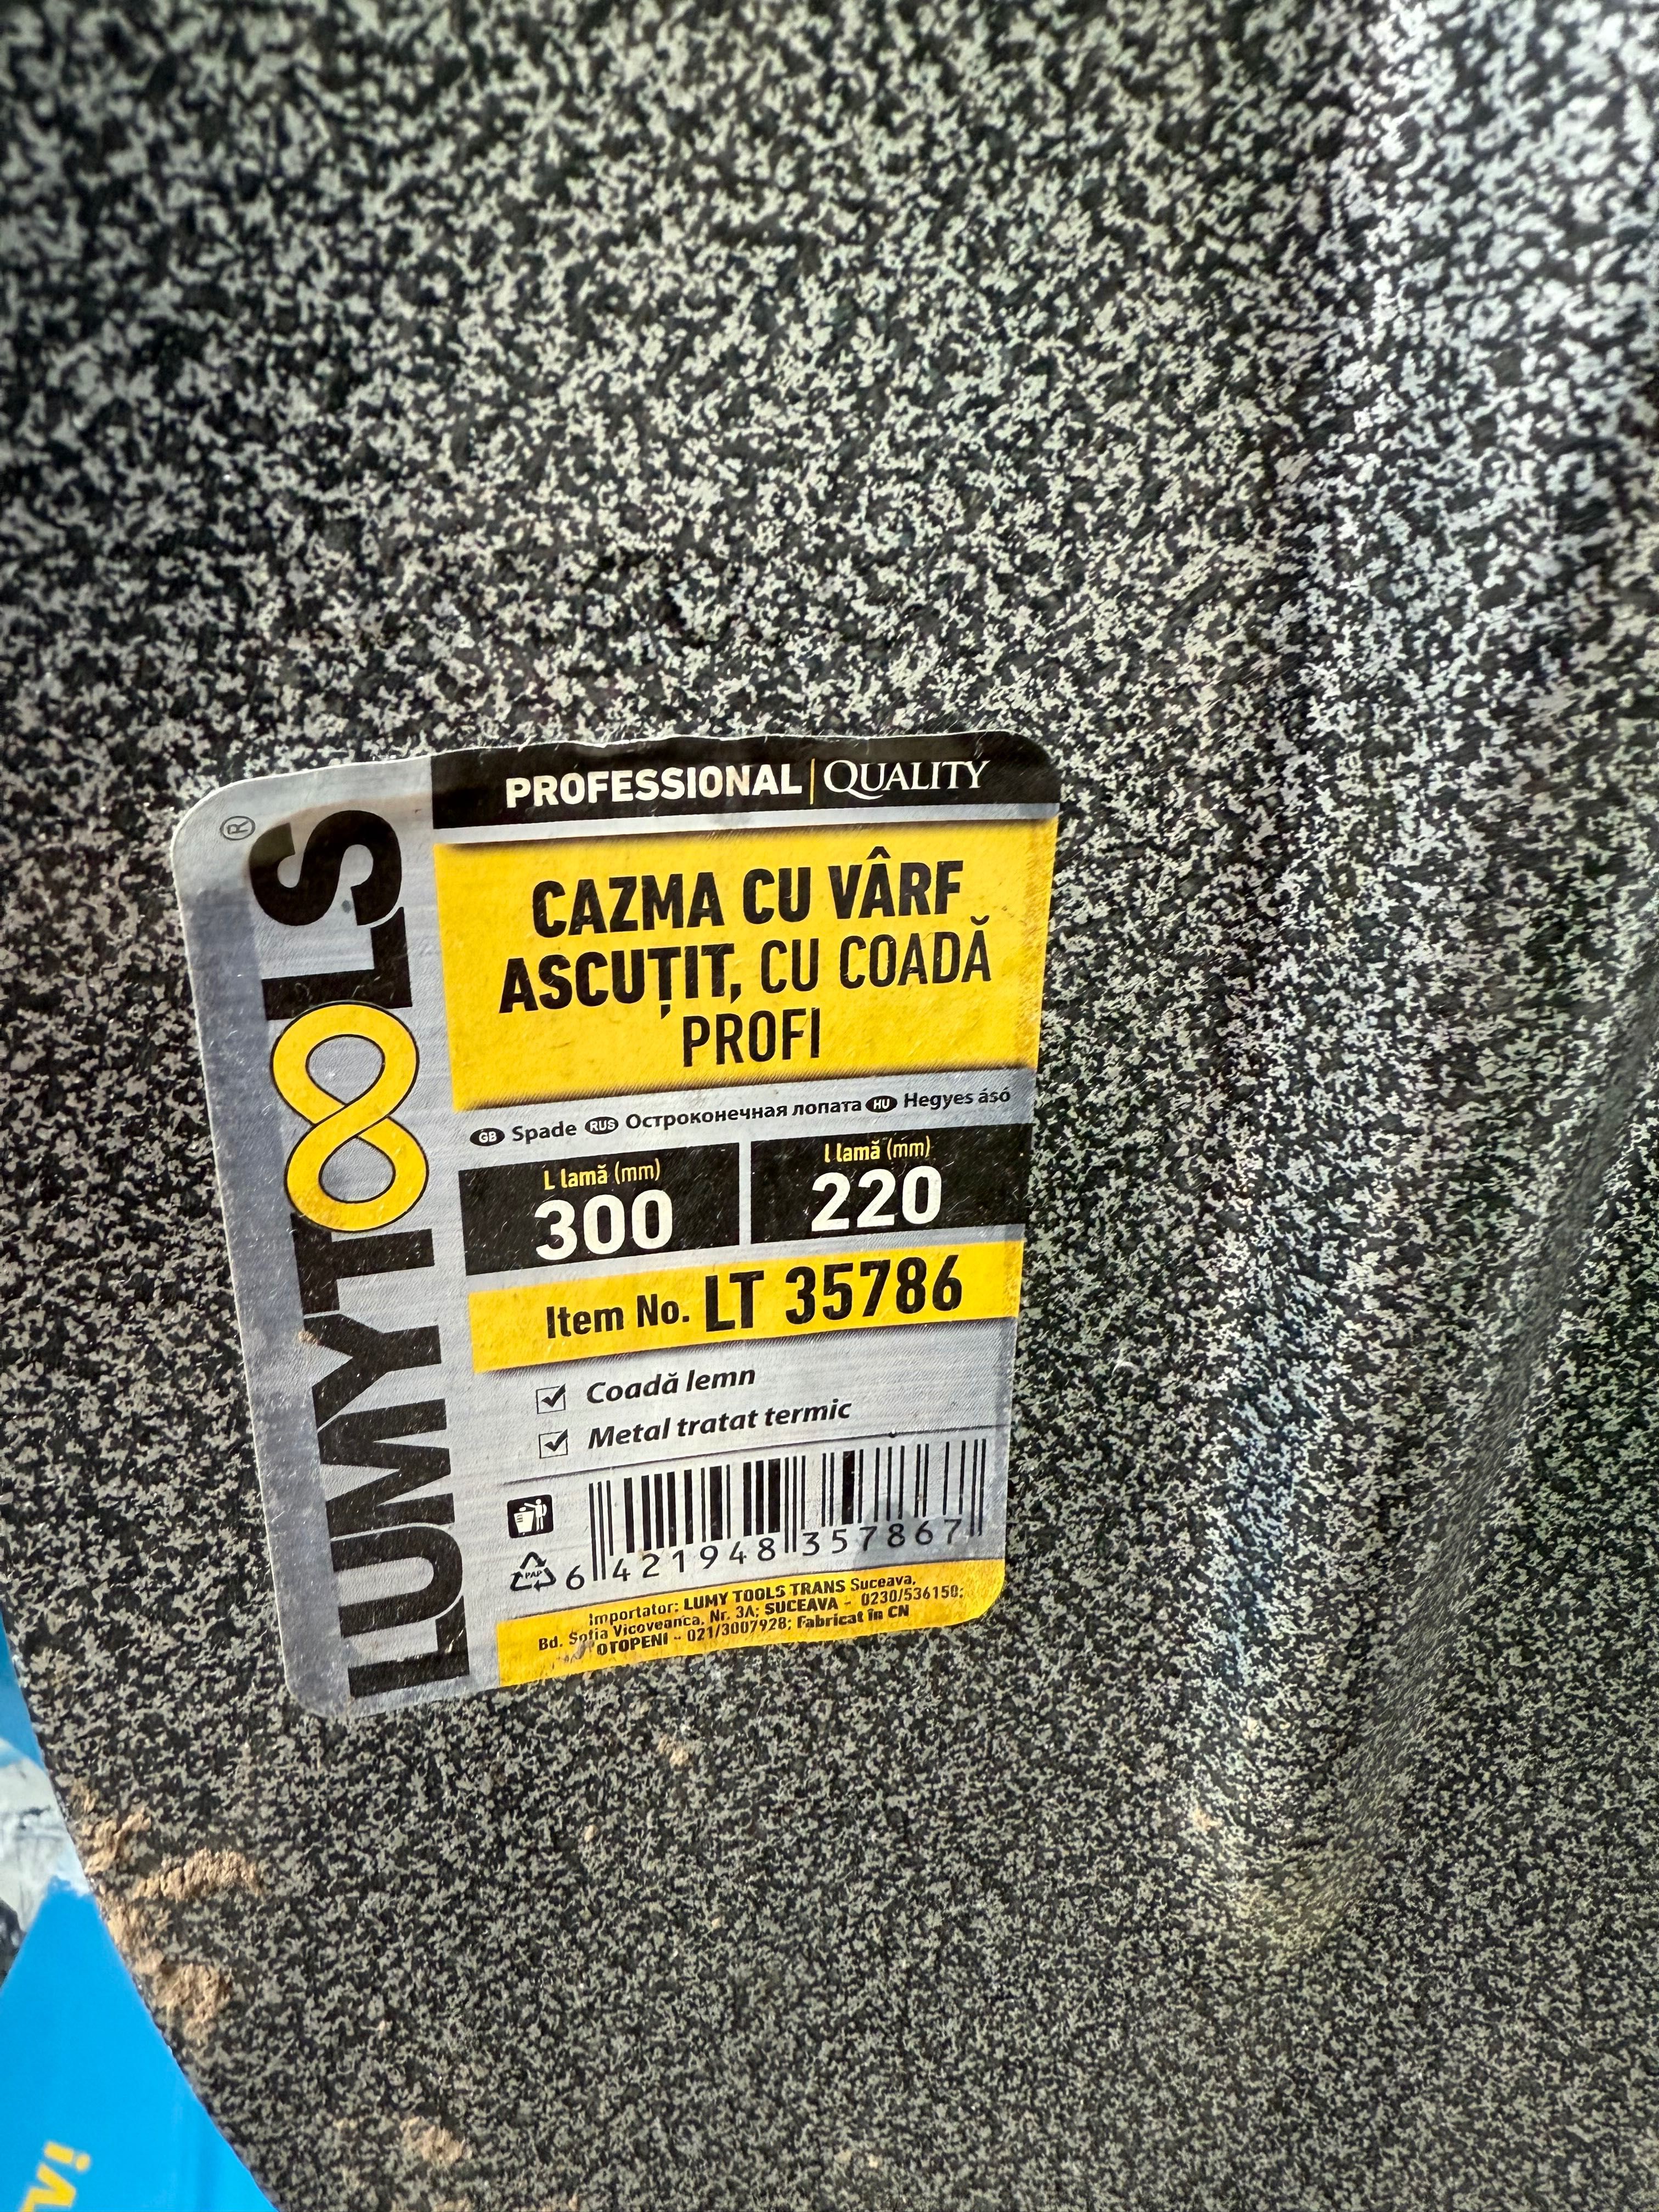 LUMYTOOLS ®
PROFESSIONAL | QUALITY
CAZMA CU VÂRF
ASCUȚIT, CU COADĂ
PROFI
GB Spade RUS Остроконечная лопата HU Hegyes ásó
L lamă (mm)
300
l lamă (mm)
220
Item No. LT 35786
Coadă lemn
Metal tratat termic
PAP
6 421948 357867
Importator: LUMY TOOLS TRANS Suceava,
Bd. Sofia Vicoveanca, Nr. 3A; SUCEAVA - 0230/536150;
OTOPENI - 021/3007928; Fabricat în CN